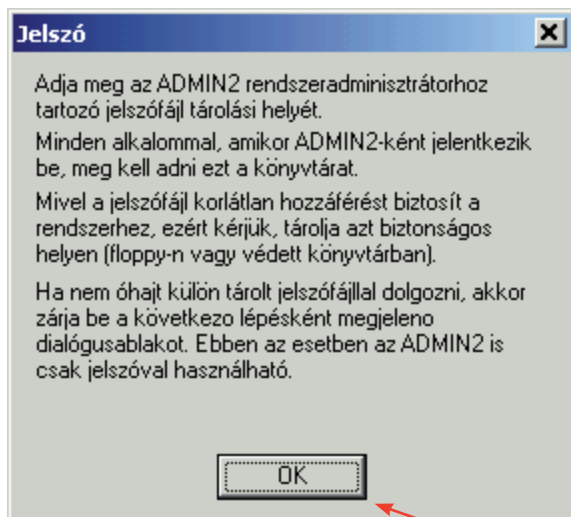 Jelszó
Adja meg az ADMIN2 rendszeradminisztrátorhoz
tartozó jelszófájl tárolási helyét.
Minden alkalommal, amikor ADMIN2-ként jelentkezik
be, meg kell adni ezt a könyvtárat.
Mivel a jelszófájl korlátlan hozzáférést biztosít a
rendszerhez, ezért kérjük, tárolja azt biztonságos
helyen (floppy-n vagy védett könyvtárban).
Ha nem óhajt külön tárolt jelszófájllal dolgozni, akkor
zárja be a következo lépésként megjeleno
dialógusablakot. Ebben az esetben az ADMIN2 is
csak jelszóval használható.
OK